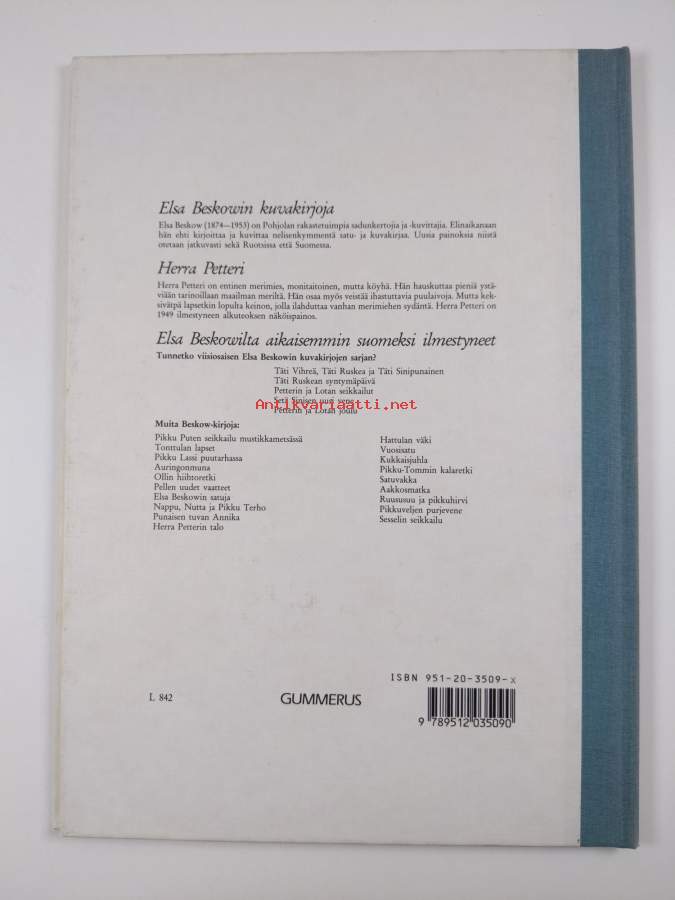 Elsa Beskowin kuvakirjoja
Elsa Beskow (1874—1953) on Pohjolan rakastetuimpia sadunkertojia ja -kuvittajia. Elinaikanaan
hän ehti kirjoittaa ja kuvittaa nelisenkymmentä satu- ja kuvakirjaa. Uusia painoksia niistä
otetaan jatkuvasti sekä Ruotsissa että Suomessa.
Herra Petteri
Herra Petteri on entinen merimies, monitaitoinen, mutta köyhä. Hän hauskuttaa pieniä ystä-
viään tarinoillaan maailman meriltä. Hän osaa myös veistää ihastuttavia puulaivoja. Mutta kek-
sivätpä lapsetkin lopulta keinon, jolla ilahduttaa vanhan merimiehen sydäntä. Herra Petteri on
1949 ilmestyneen alkuteoksen näköispainos.
Elsa Beskowilta aikaisemmin suomeksi ilmestyneet
Tunnetko viisiosaisen Elsa Beskowin kuvakirjojen sarjan?
Täti Vihreä, Täti Ruskea ja Täti Sinipunainen
Täti Ruskean syntymäpäivä
Petterin ja Lotan seikkailut
Setä Sinisen uusi vene
Petterin ja Lotan joulu
Antikvariaatti.net
Muita Beskow-kirjoja:
Pikku Puten seikkailu mustikkametsässä
Tonttulan lapset
Pikku Lassi puutarhassa
Auringonmuna
Ollin hiihtoretki
Pellen uudet vaatteet
Elsa Beskowin satuja
Nappu, Nutta ja Pikku Terho
Punaisen tuvan Annika
Herra Petterin talo
Hattulan väki
Vuosisatu
Kukkaisjuhla
Pikku-Tommin kalaretki
Satuvakka
Aakkosmatka
Ruususuu ja pikkuhirvi
Pikkuveljen purjevene
Sesselin seikkailu
ISBN 951-20-3509-x
L 842
GUMMERUS
9 789512 035090